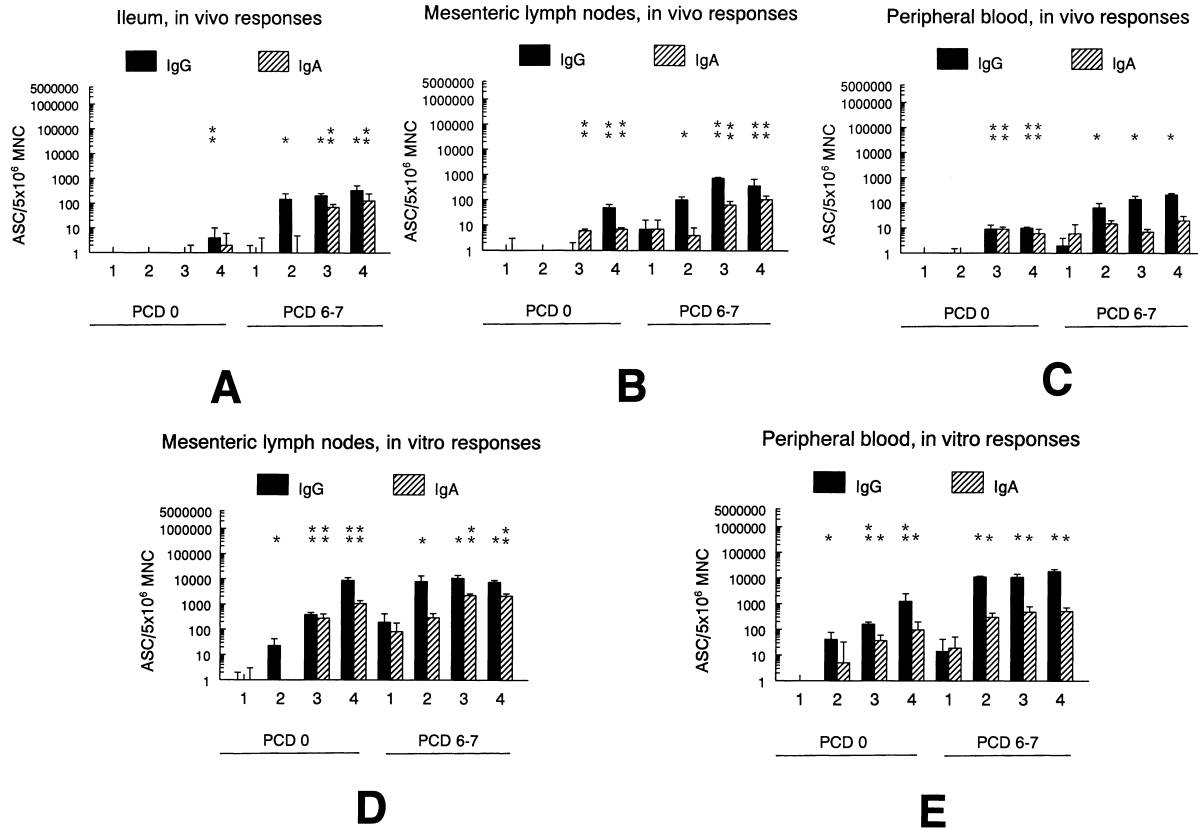 Ileum, in vivo responses
IgG IgA
ASC/5x10⁶ MNC
5000000
1000000
100000
10000
1000
100
10
1
* * * * * * * * *
1 2 3 4 1 2 3 4
PCD 0 PCD 6-7
A
Mesenteric lymph nodes, in vivo responses
IgG IgA
ASC/5x10⁶ MNC
5000000
1000000
100000
10000
1000
100
10
1
* * * * * * *
* * * * * * * *
1 2 3 4 1 2 3 4
PCD 0 PCD 6-7
B
Peripheral blood, in vivo responses
IgG IgA
ASC/5x10⁶ MNC
5000000
1000000
100000
10000
1000
100
10
1
* * * *
* * * * * * *
1 2 3 4 1 2 3 4
PCD 0 PCD 6-7
C
Mesenteric lymph nodes, in vitro responses
IgG IgA
ASC/5x10⁶ MNC
5000000
1000000
100000
10000
1000
100
10
1
* * * * * *
* * * * * * * * * *
1 2 3 4 1 2 3 4
PCD 0 PCD 6-7
D
Peripheral blood, in vitro responses
IgG IgA
ASC/5x10⁶ MNC
5000000
1000000
100000
10000
1000
100
10
1
* *
* * * * * * * * * * *
1 2 3 4 1 2 3 4
PCD 0 PCD 6-7
E